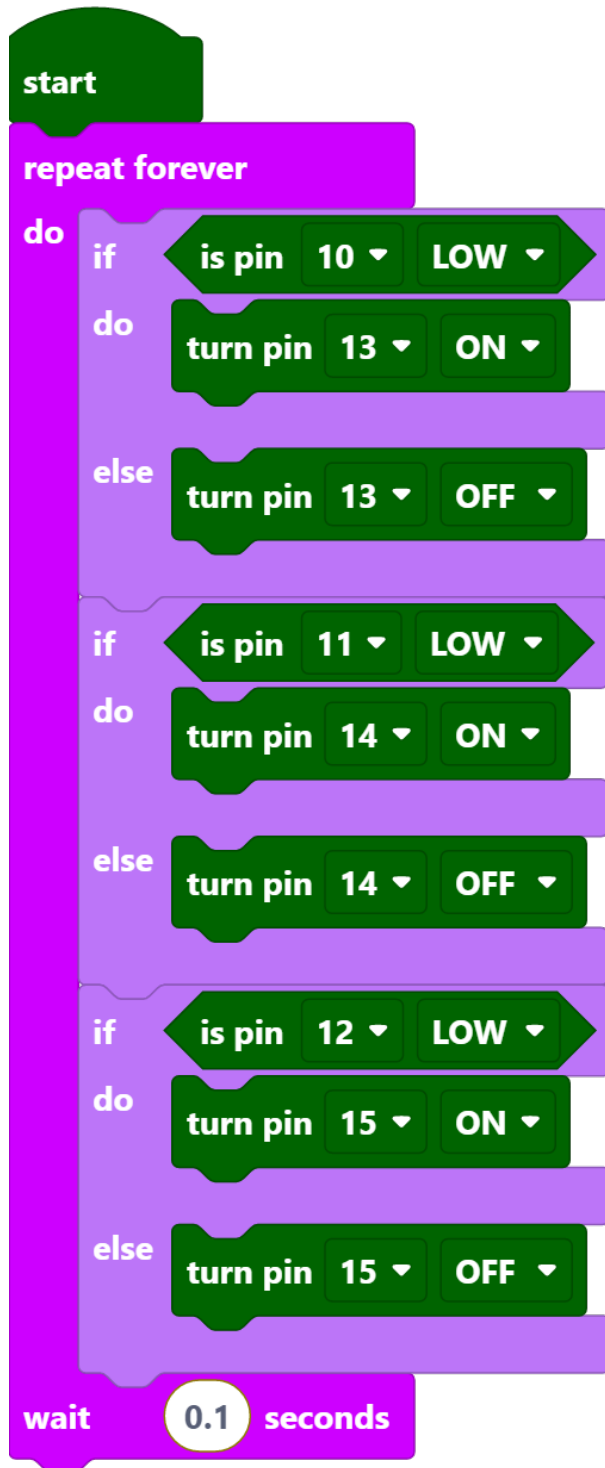 start
repeat forever
do if is pin 10 LOW
do turn pin 13 ON
else turn pin 13 OFF
if is pin 11 LOW
do turn pin 14 ON
else turn pin 14 OFF
if is pin 12 LOW
do turn pin 15 ON
else turn pin 15 OFF
wait 0.1 seconds